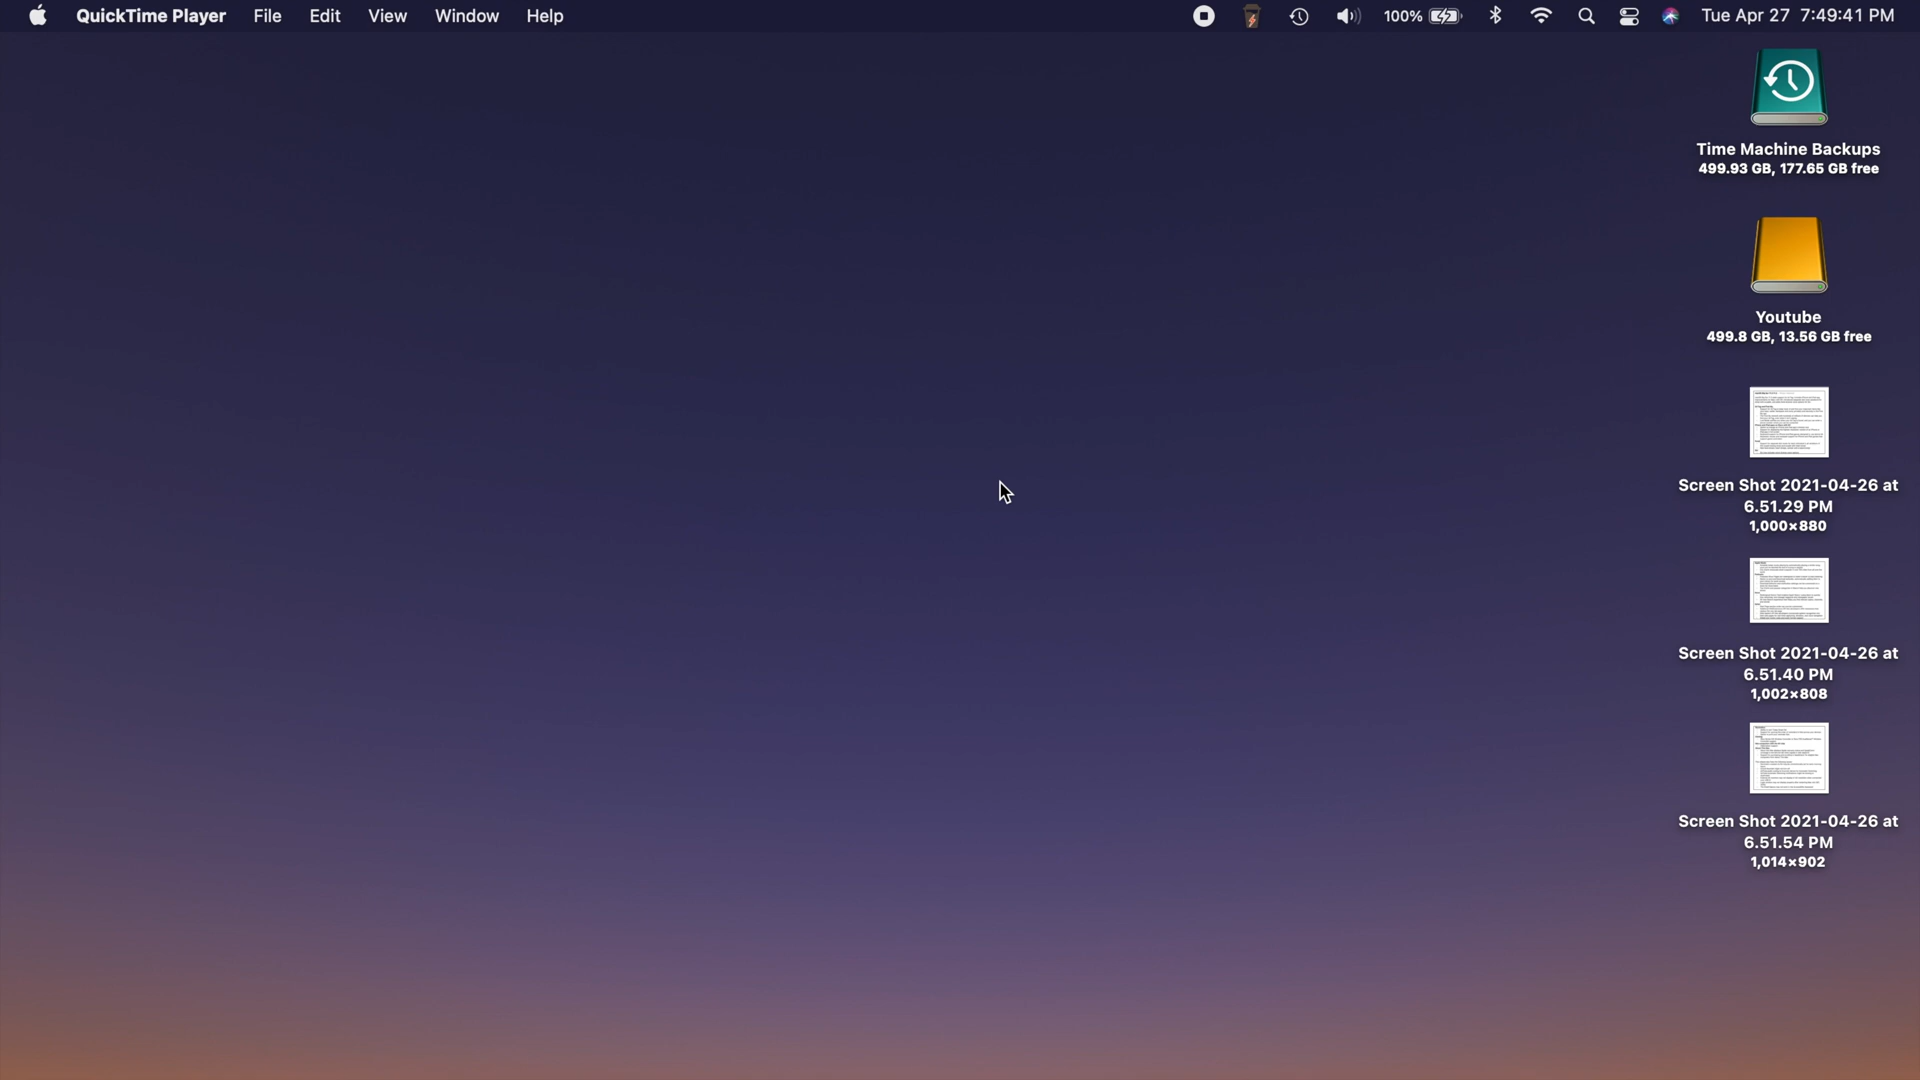 QuickTime Player File Edit View Window Help 100% Tue Apr 27 7:49:41 PM
Time Machine Backups
499.93 GB, 177.65 GB free
Youtube
499.8 GB, 13.56 GB free
Screen Shot 2021-04-26 at
6.51.29 PM
1,000×880
Screen Shot 2021-04-26 at
6.51.40 PM
1,002×808
Screen Shot 2021-04-26 at
6.51.54 PM
1,014×902